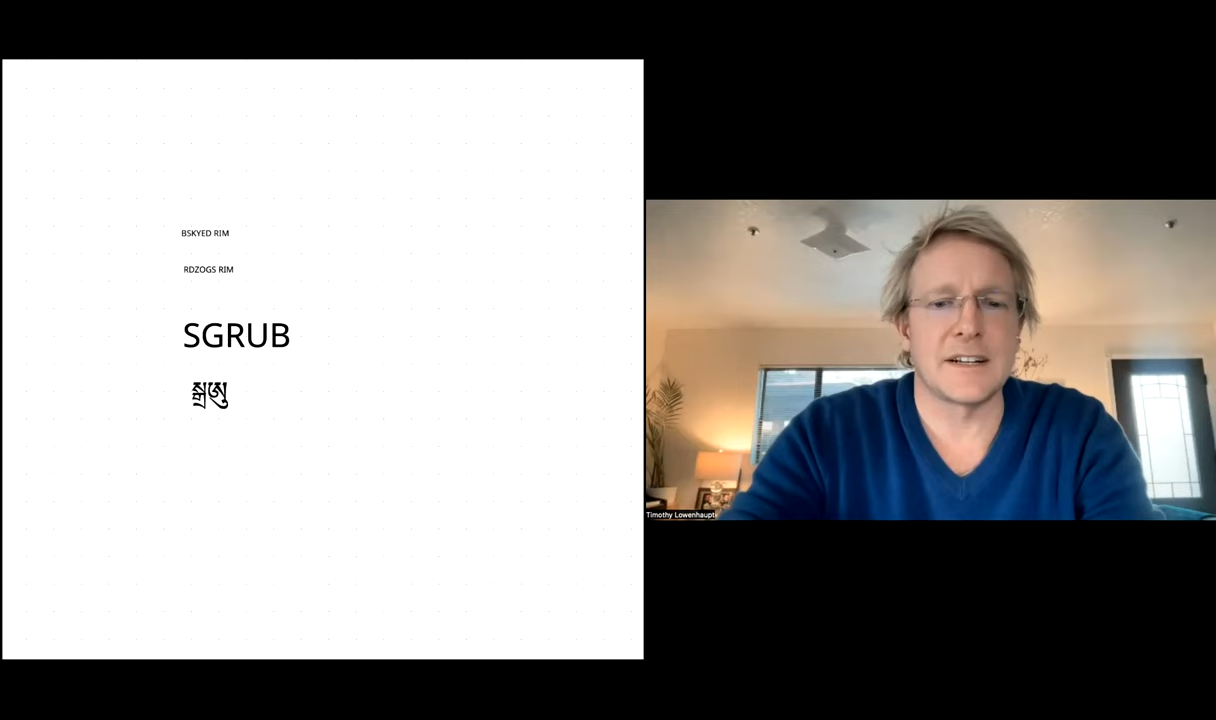 BSKYED RIM
RDZOGS RIM
SGRUB
སྒྲཨུ
Timothy Lowenhaupt